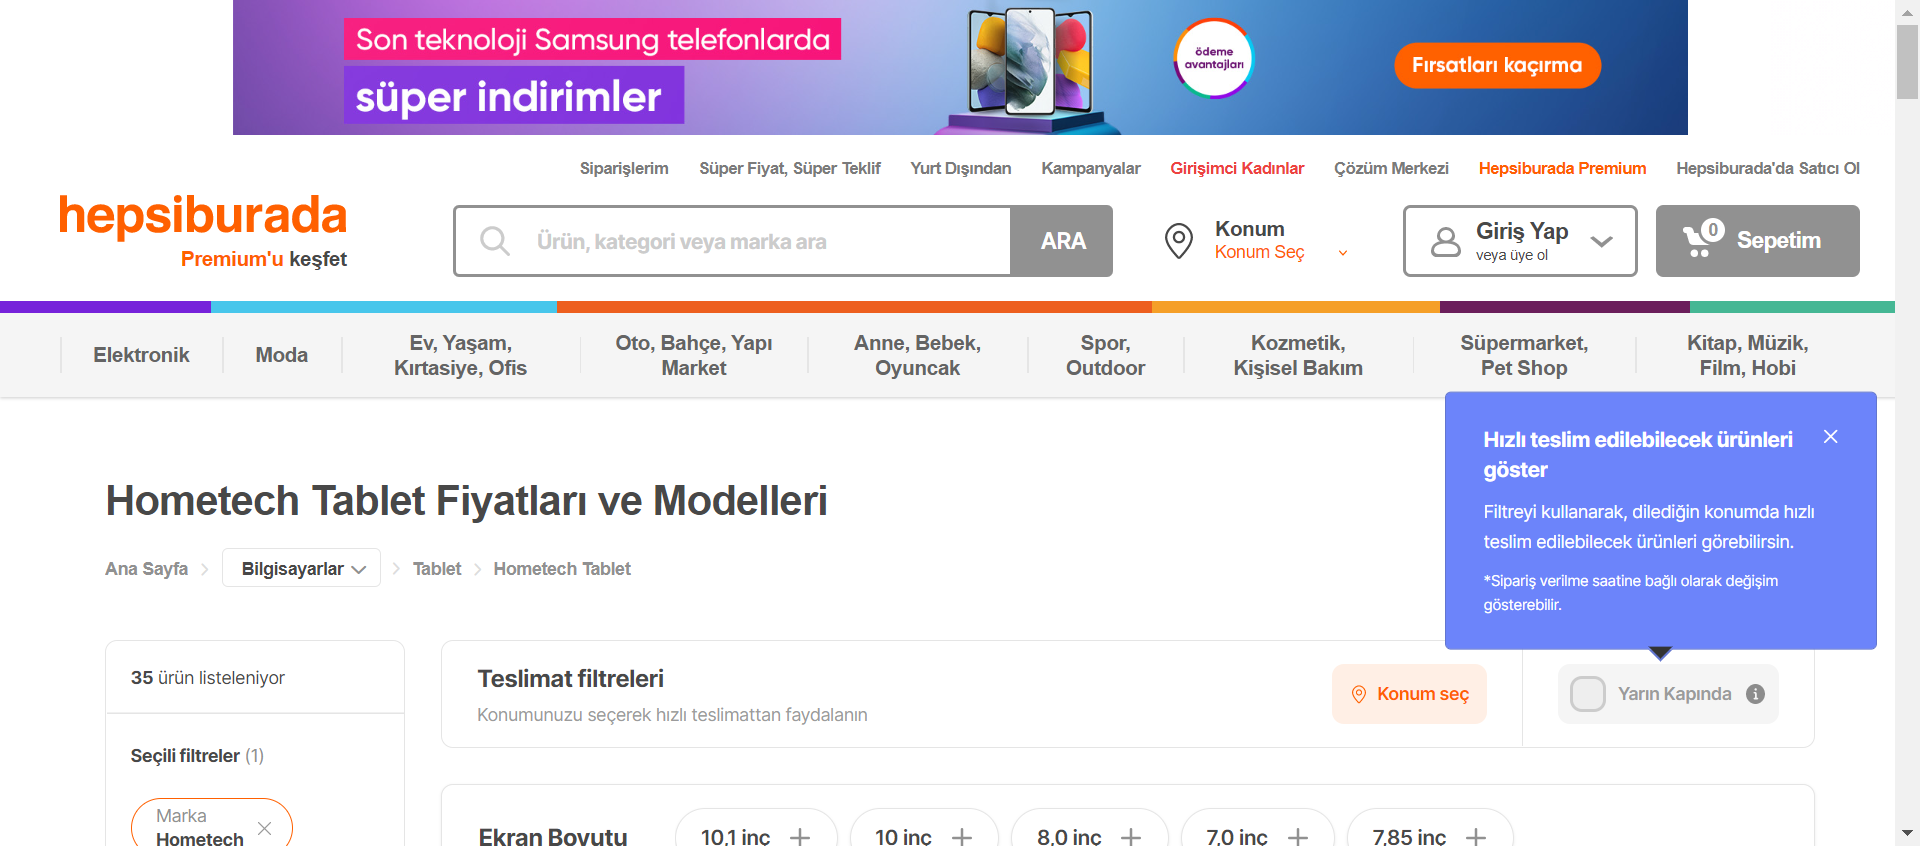 Son teknoloji Samsung telefonlarda
süper indirimler
ödeme
avantajları
Fırsatları kaçırma
Siparişlerim
Süper Fiyat, Süper Teklif
Yurt Dışından
Kampanyalar
Girişimci Kadınlar
Çözüm Merkezi
Hepsiburada Premium
Hepsiburada'da Satıcı Ol
hepsiburada
Premium'u keşfet
Ürün, kategori veya marka ara
ARA
Konum
Konum Seç
Giriş Yap
veya üye ol
0
Sepetim
Elektronik
Moda
Ev, Yaşam,
Kırtasiye, Ofis
Oto, Bahçe, Yapı
Market
Anne, Bebek,
Oyuncak
Spor,
Outdoor
Kozmetik,
Kişisel Bakım
Süpermarket,
Pet Shop
Kitap, Müzik,
Film, Hobi
Hızlı teslim edilebilecek ürünleri
göster
Filtreyi kullanarak, dilediğin konumda hızlı
teslim edilebilecek ürünleri görebilirsin.
*Sipariş verilme saatine bağlı olarak değişim
gösterebilir.
Hometech Tablet Fiyatları ve Modelleri
Ana Sayfa
Bilgisayarlar
Tablet
Hometech Tablet
35 ürün listeleniyor
Seçili filtreler (1)
Marka
Hometech
Teslimat filtreleri
Konumunuzu seçerek hızlı teslimattan faydalanın
Konum seç
Yarın Kapında
Ekran Boyutu
10,1 inç
10 inç
8,0 inç
7,0 inç
7,85 inç